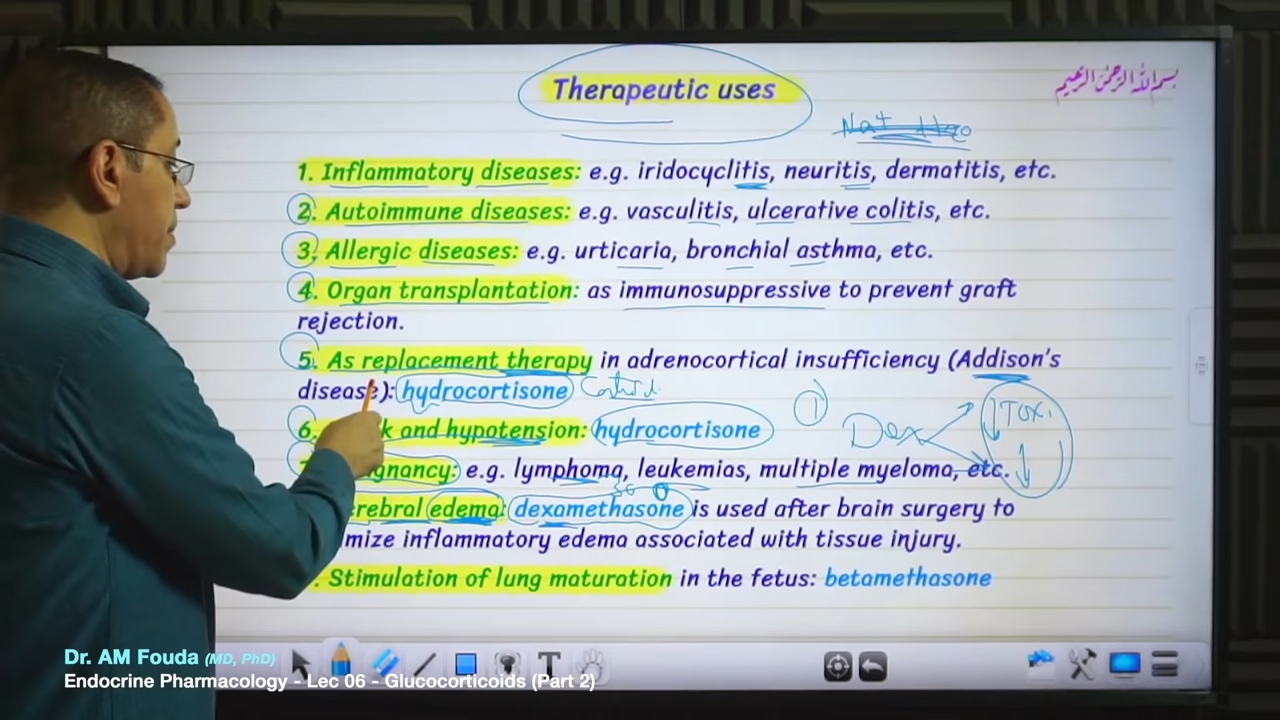 Therapeutic uses
بسم الله الرحمن الرحيم
1. Inflammatory diseases: e.g. iridocyclitis, neuritis, dermatitis, etc.
2. Autoimmune diseases: e.g. vasculitis, ulcerative colitis, etc.
3. Allergic diseases: e.g. urticaria, bronchial asthma, etc.
4. Organ transplantation: as immunosuppressive to prevent graft
rejection.
5. As replacement therapy in adrenocortical insufficiency (Addison's
disease): hydrocortisone
6. k and hypotension: hydrocortisone
gnancy: e.g. lymphoma, leukemias, multiple myeloma, etc.
Dex
TOX.
erebral edema: dexamethasone is used after brain surgery to
mize inflammatory edema associated with tissue injury.
. Stimulation of lung maturation in the fetus: betamethasone
T
Dr. AM Fouda (MD, PhD)
Endocrine Pharmacology - Lec 06 - Glucocorticoids (Part 2)